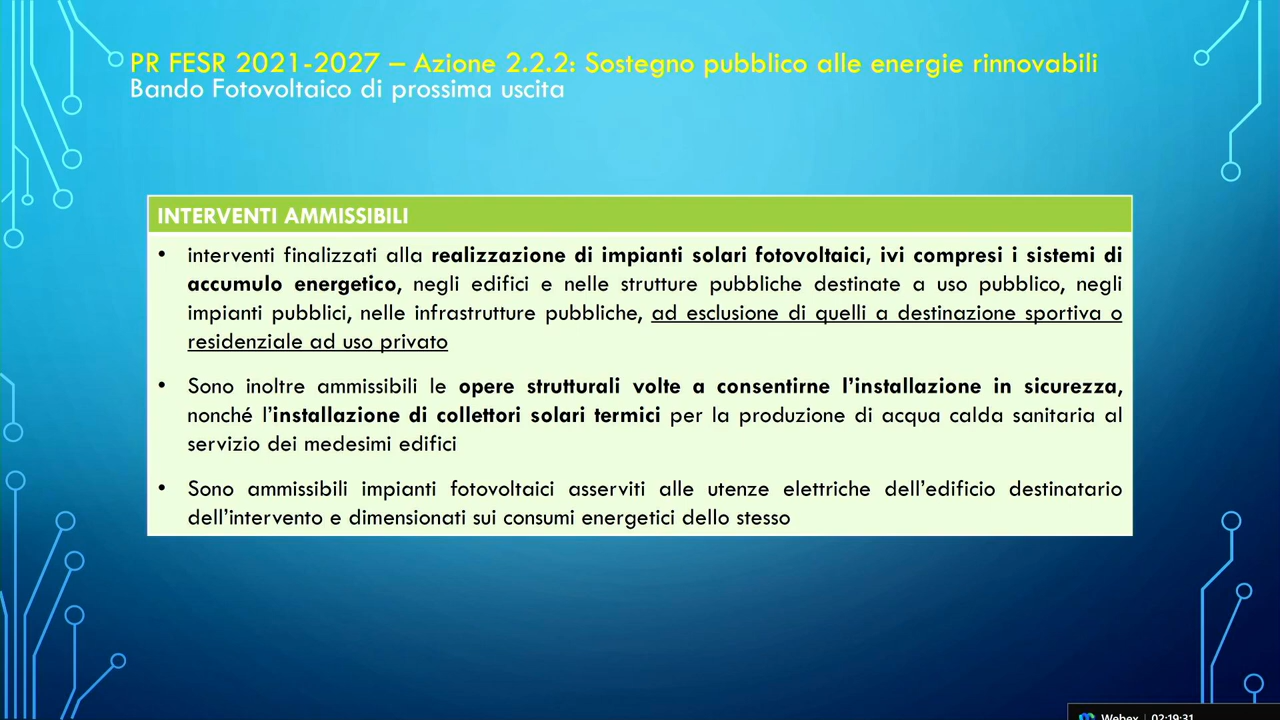 PR FESR 2021-2027 – Azione 2.2.2: Sostegno pubblico alle energie rinnovabili
Bando Fotovoltaico di prossima uscita
INTERVENTI AMMISSIBILI
• interventi finalizzati alla realizzazione di impianti solari fotovoltaici, ivi compresi i sistemi di
accumulo energetico, negli edifici e nelle strutture pubbliche destinate a uso pubblico, negli
impianti pubblici, nelle infrastrutture pubbliche, ad esclusione di quelli a destinazione sportiva o
residenziale ad uso privato
• Sono inoltre ammissibili le opere strutturali volte a consentirne l’installazione in sicurezza,
nonché l’installazione di collettori solari termici per la produzione di acqua calda sanitaria al
servizio dei medesimi edifici
• Sono ammissibili impianti fotovoltaici asserviti alle utenze elettriche dell’edificio destinatario
dell’intervento e dimensionati sui consumi energetici dello stesso
Webex | 02:19:31